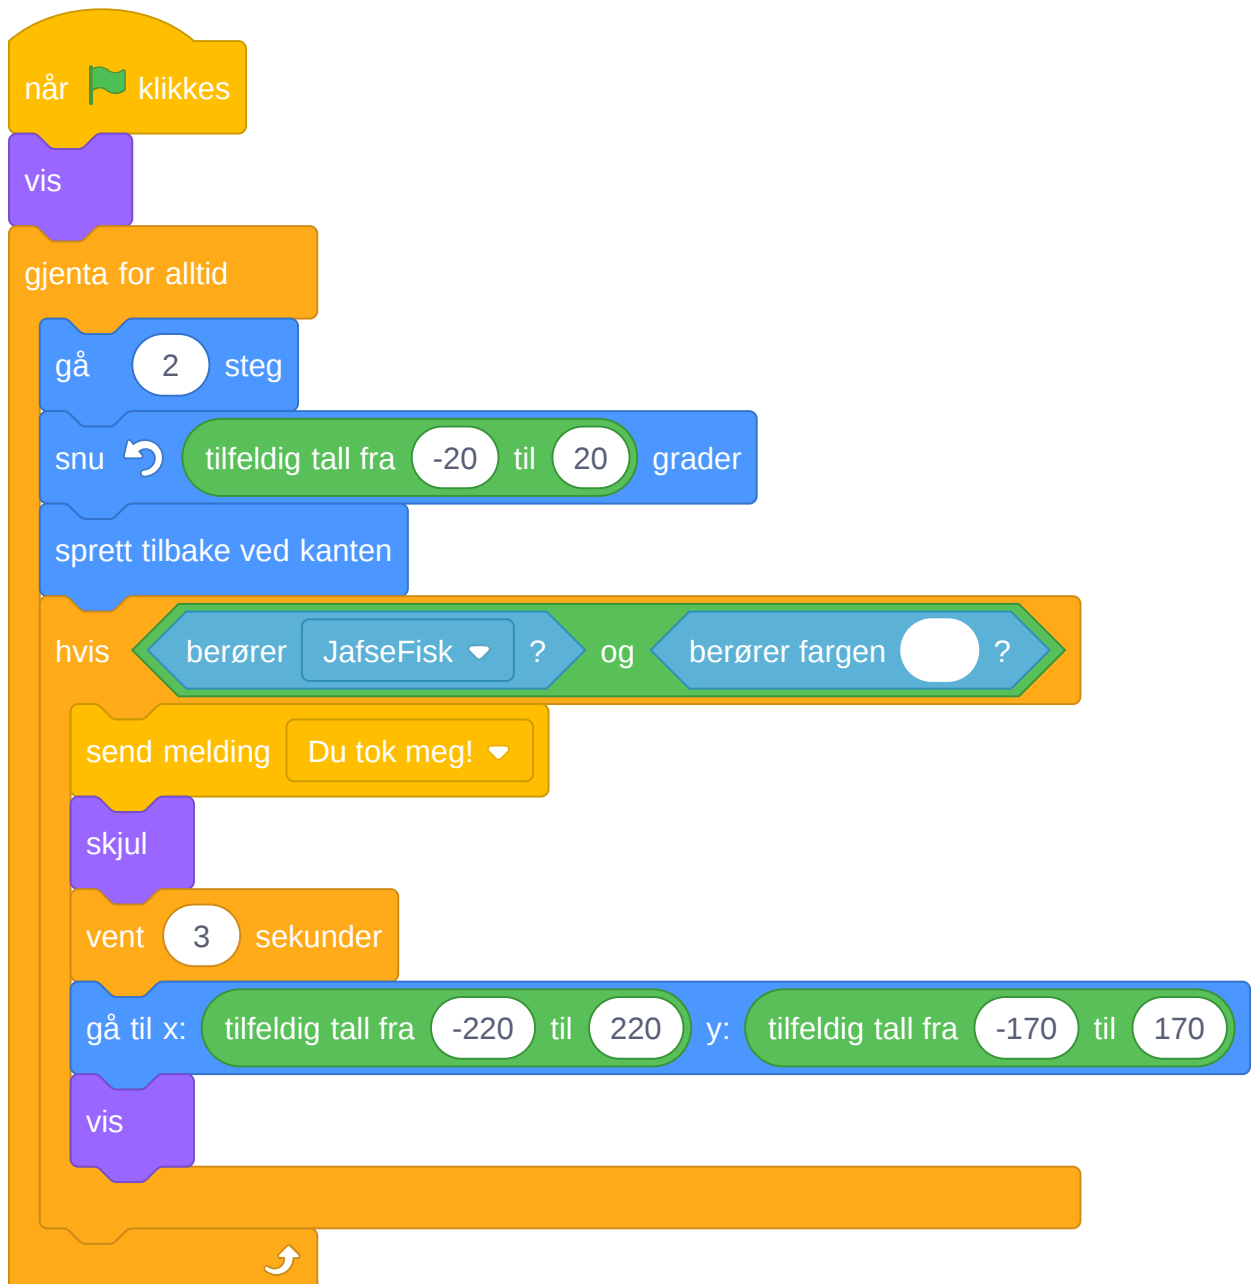 når klikkes
vis
gjenta for alltid
gå 2 steg
snu tilfeldig tall fra -20 til 20 grader
sprett tilbake ved kanten
hvis berører JafseFisk ? og berører fargen ?
send melding Du tok meg!
skjul
vent 3 sekunder
gå til x: tilfeldig tall fra -220 til 220 y: tilfeldig tall fra -170 til 170
vis